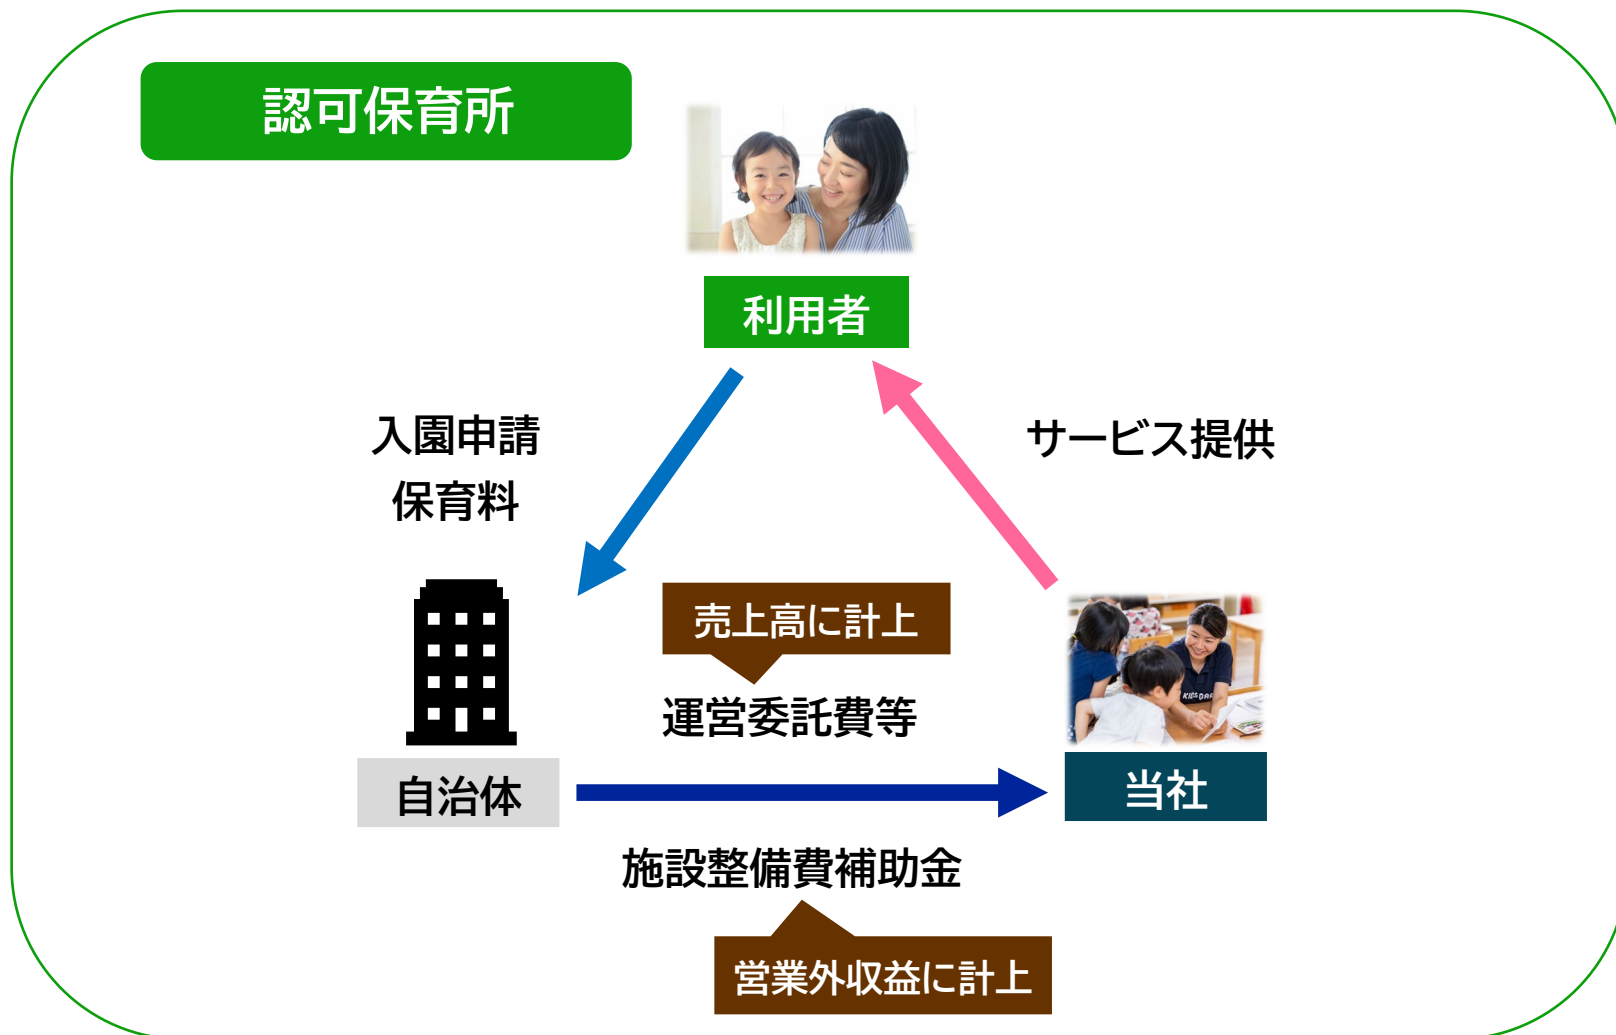 認可保育所
利用者
入園申請
保育料
サービス提供
売上高に計上
運営委託費等
自治体
当社
施設整備費補助金
営業外収益に計上